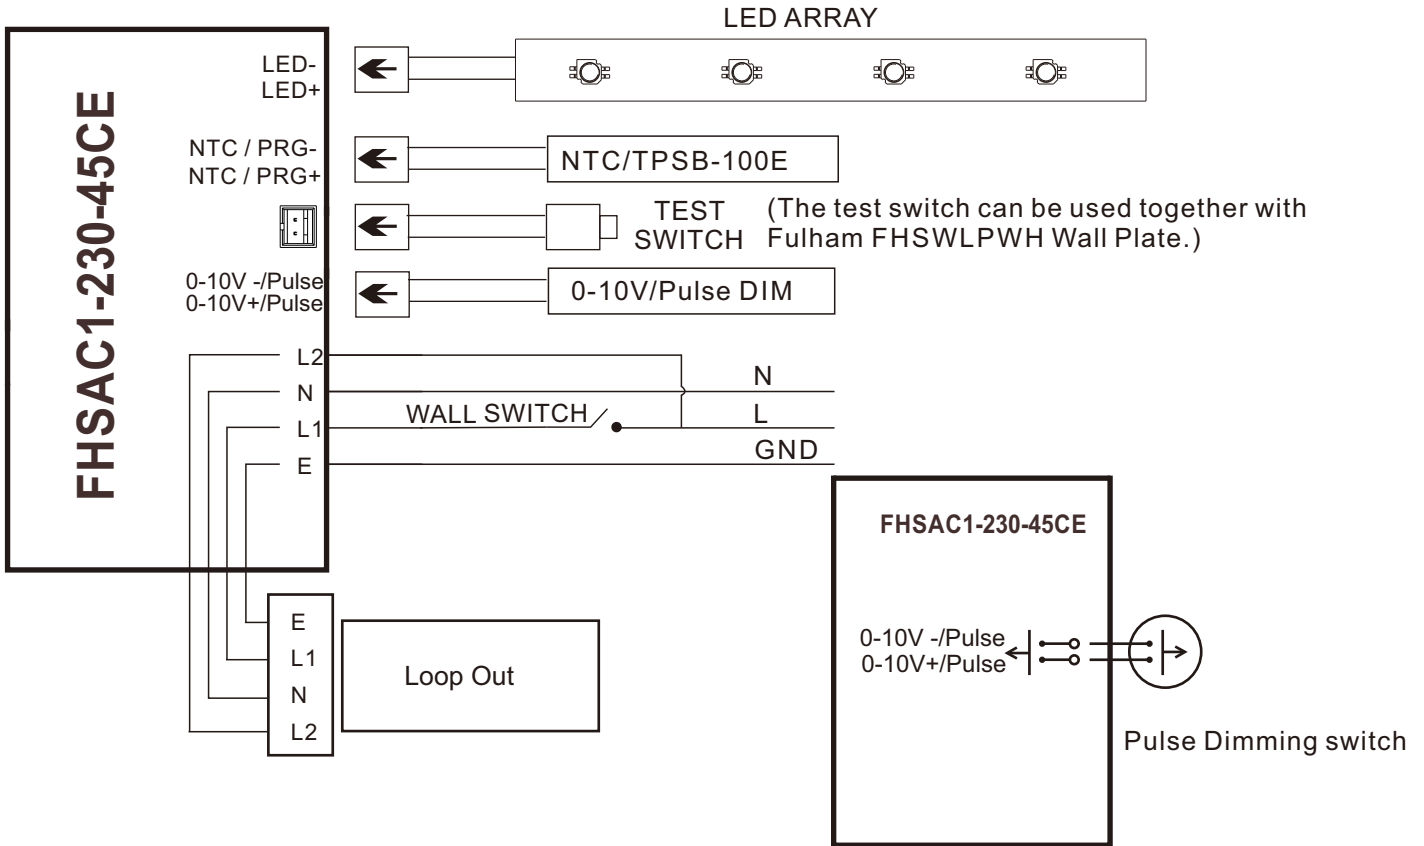 LED ARRAY
FHSAC1-230-45CE
LED-
LED+
NTC / PRG-
NTC / PRG+
NTC/TPSB-100E
TEST
SWITCH
(The test switch can be used together with
Fulham FHSWLPWH Wall Plate.)
0-10V -/Pulse
0-10V+/Pulse
0-10V/Pulse DIM
L2
N
L1
E
WALL SWITCH
N
L
GND
E
L1
N
L2
Loop Out
FHSAC1-230-45CE
0-10V -/Pulse
0-10V+/Pulse
Pulse Dimming switch